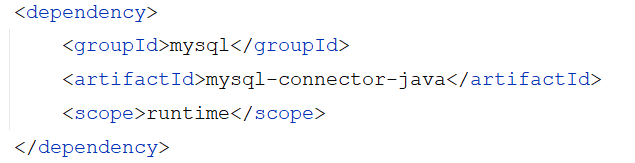 <dependency>
    <groupId>mysql</groupId>
    <artifactId>mysql-connector-java</artifactId>
    <scope>runtime</scope>
</dependency>